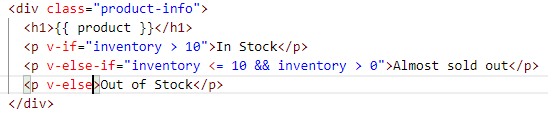 <div class="product-info">
<h1>{{ product }}</h1>
<p v-if="inventory > 10">In Stock</p>
<p v-else-if="inventory <= 10 && inventory > 0">Almost sold out</p>
<p v-else>Out of Stock</p>
</div>